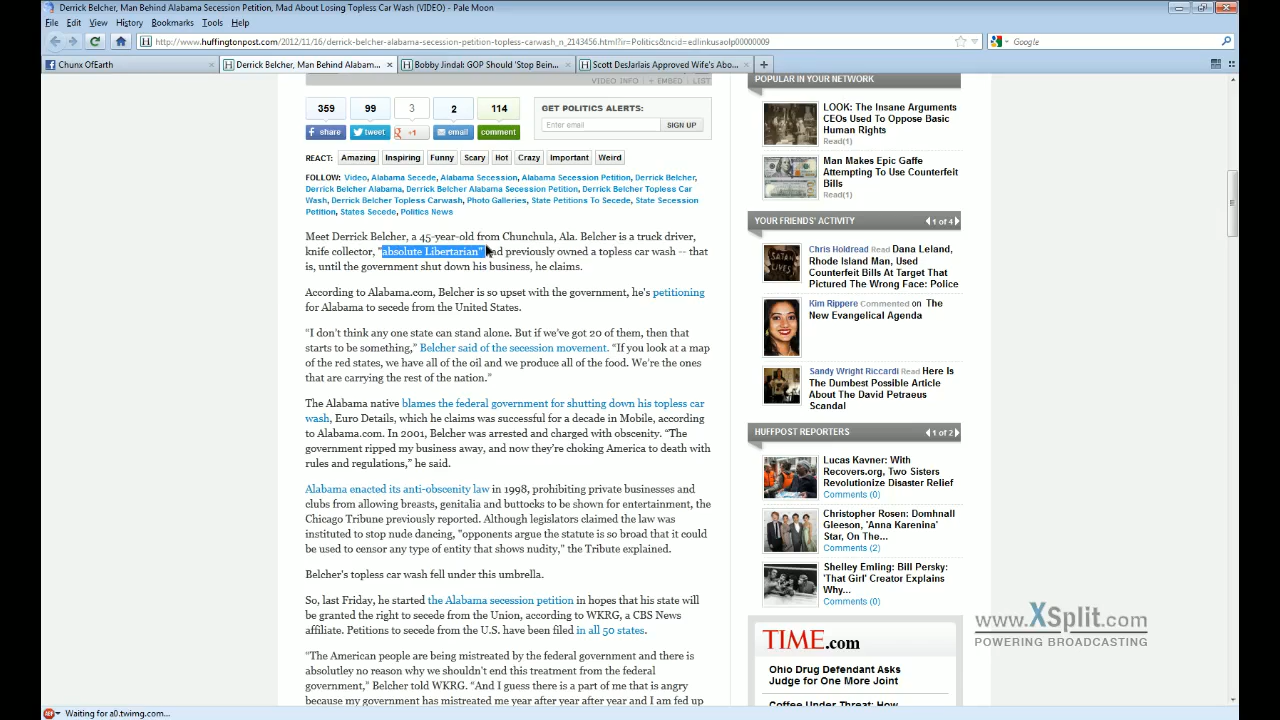 Derrick Belcher, Man Behind Alabama Secession Petition, Mad About Losing Topless Car Wash (VIDEO) - Pale Moon
File Edit View History Bookmarks Tools Help
http://www.huffingtonpost.com/2012/11/16/derrick-belcher-alabama-secession-petition-topless-carwash_n_2143456.html?ir=Politics&ncid=edlinkusaolp00000009
Google
Chunx OfEarth
Derrick Belcher, Man Behind Alabam...
Bobby Jindal: GOP Should 'Stop Bein...
Scott DesJarlais Approved Wife's Abo...
VIDEO INFO | + EMBED | LIST
359 99 3 2 114
share tweet +1 email comment
GET POLITICS ALERTS:
Enter email SIGN UP
REACT: Amazing Inspiring Funny Scary Hot Crazy Important Weird
FOLLOW: Video, Alabama Secede, Alabama Secession, Alabama Secession Petition, Derrick Belcher,
Derrick Belcher Alabama, Derrick Belcher Alabama Secession Petition, Derrick Belcher Topless Car
Wash, Derrick Belcher Topless Carwash, Photo Galleries, State Petitions To Secede, State Secession
Petition, States Secede, Politics News
Meet Derrick Belcher, a 45-year-old from Chunchula, Ala. Belcher is a truck driver,
knife collector, "absolute Libertarian" and previously owned a topless car wash -- that
is, until the government shut down his business, he claims.
According to Alabama.com, Belcher is so upset with the government, he's petitioning
for Alabama to secede from the United States.
“I don’t think any one state can stand alone. But if we’ve got 20 of them, then that
starts to be something,” Belcher said of the secession movement. “If you look at a map
of the red states, we have all of the oil and we produce all of the food. We’re the ones
that are carrying the rest of the nation.”
The Alabama native blames the federal government for shutting down his topless car
wash, Euro Details, which he claims was successful for a decade in Mobile, according
to Alabama.com. In 2001, Belcher was arrested and charged with obscenity. “The
government ripped my business away, and now they’re choking America to death with
rules and regulations,” he said.
Alabama enacted its anti-obscenity law in 1998, prohibiting private businesses and
clubs from allowing breasts, genitalia and buttocks to be shown for entertainment, the
Chicago Tribune previously reported. Although legislators claimed the law was
instituted to stop nude dancing, "opponents argue the statute is so broad that it could
be used to censor any type of entity that shows nudity," the Tribune explained.
Belcher's topless car wash fell under this umbrella.
So, last Friday, he started the Alabama secession petition in hopes that his state will
be granted the right to secede from the Union, according to WKRG, a CBS News
affiliate. Petitions to secede from the U.S. have been filed in all 50 states.
"The American people are being mistreated by the federal government and there is
absolutley no reason why we shouldn't end this treatment from the federal
government," Belcher told WKRG. "And I guess there is a part of me that is angry
because my government has mistreated me year after year after year and I am fed up
POPULAR IN YOUR NETWORK
LOOK: The Insane Arguments
CEOs Used To Oppose Basic
Human Rights
Read(1)
Man Makes Epic Gaffe
Attempting To Use Counterfeit
Bills
Read(1)
YOUR FRIENDS' ACTIVITY 1 of 4
Chris Holdread Read Dana Leland,
Rhode Island Man, Used
Counterfeit Bills At Target That
Pictured The Wrong Face: Police
Kim Rippere Commented on The
New Evangelical Agenda
Sandy Wright Riccardi Read Here Is
The Dumbest Possible Article
About The David Petraeus
Scandal
HUFFPOST REPORTERS 1 of 2
Lucas Kavner: With
Recovers.org, Two Sisters
Revolutionize Disaster Relief
Comments (0)
Christopher Rosen: Domhnall
Gleeson, 'Anna Karenina'
Star, On The...
Comments (2)
Shelley Emling: Bill Persky:
'That Girl' Creator Explains
Why...
Comments (0)
TIME.com
Ohio Drug Defendant Asks
Judge for One More Joint
Coffee Under Threat: How
www.XSplit.com
POWERING BROADCASTING
Waiting for a0.twimg.com...